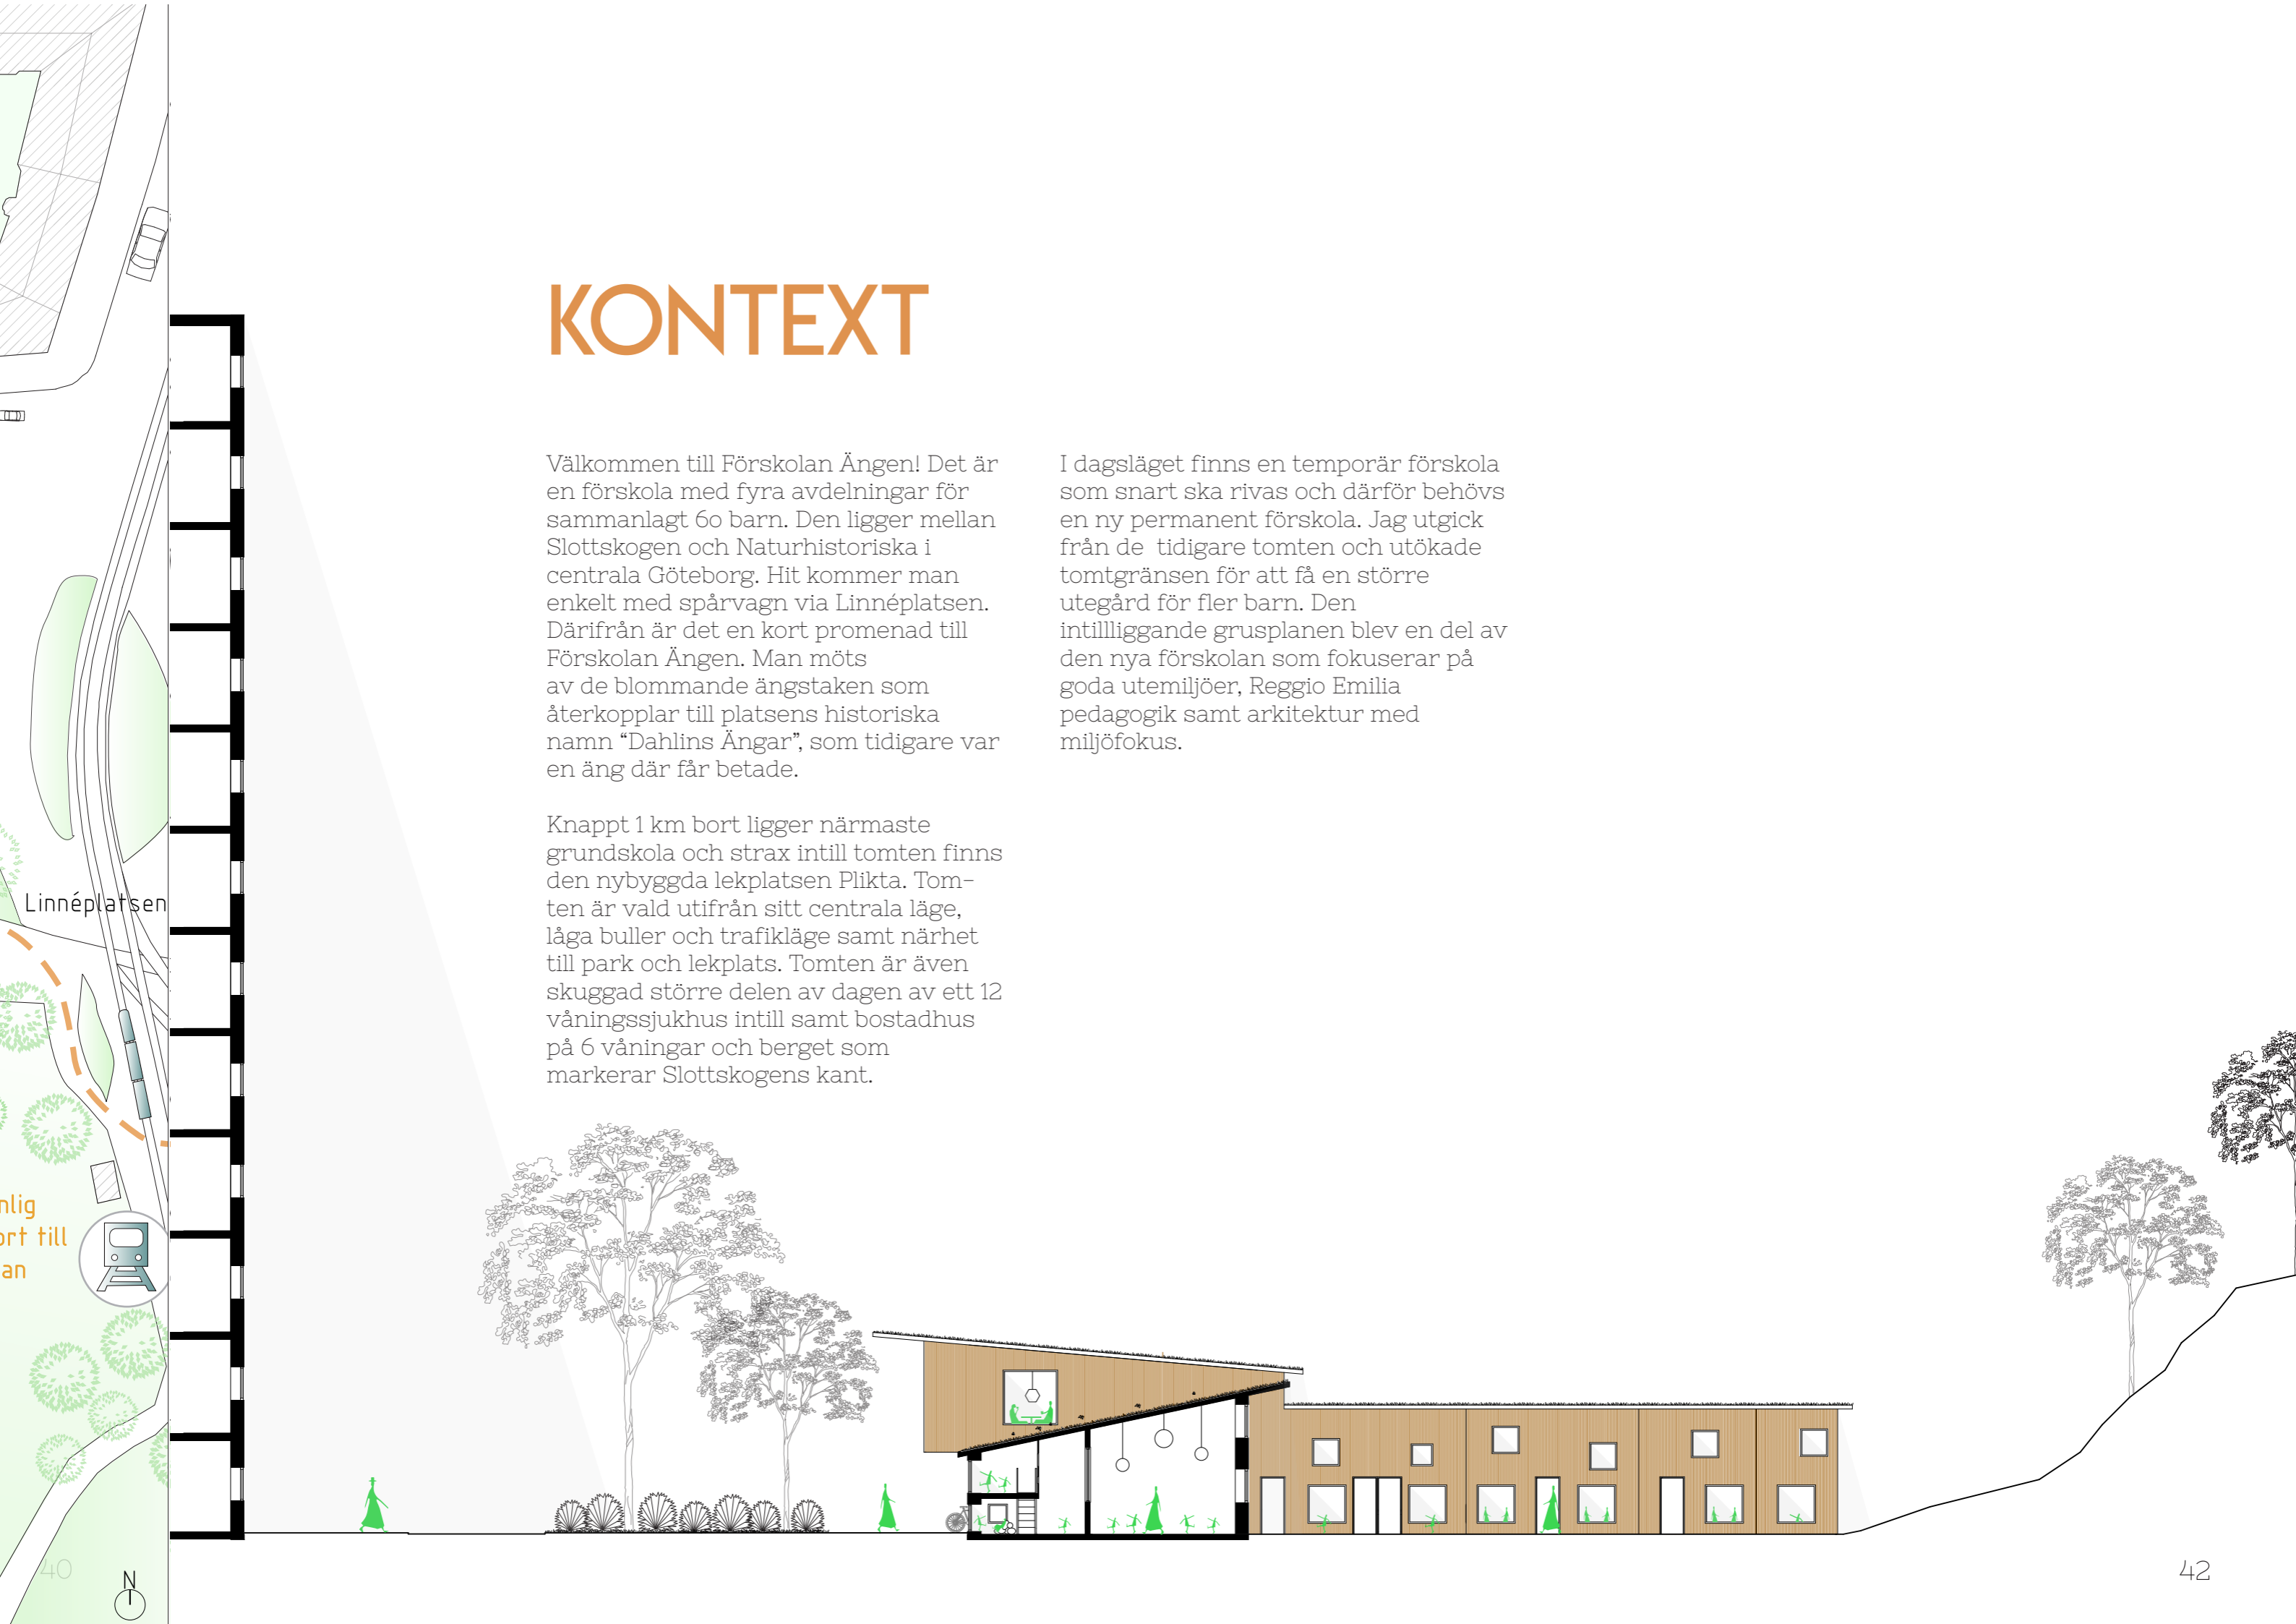 KONTEXT
Välkommen till Förskolan Ängen! Det är
en förskola med fyra avdelningar för
sammanlagt 60 barn. Den ligger mellan
Slottskogen och Naturhistoriska i
centrala Göteborg. Hit kommer man
enkelt med spårvagn via Linnéplatsen.
Därifrån är det en kort promenad till
Förskolan Ängen. Man möts
av de blommande ängstaken som
återkopplar till platsens historiska
namn “Dahlins Ängar”, som tidigare var
en äng där får betade.
Knappt 1 km bort ligger närmaste
grundskola och strax intill tomten finns
den nybyggda lekplatsen Plikta. Tom-
ten är vald utifrån sitt centrala läge,
låga buller och trafikläge samt närhet
till park och lekplats. Tomten är även
skuggad större delen av dagen av ett 12
våningssjukhus intill samt bostadhus
på 6 våningar och berget som
markerar Slottskogens kant.
I dagsläget finns en temporär förskola
som snart ska rivas och därför behövs
en ny permanent förskola. Jag utgick
från de  tidigare tomten och utökade
tomtgränsen för att få en större
utegård för fler barn. Den
intillliggande grusplanen blev en del av
den nya förskolan som fokuserar på
goda utemiljöer, Reggio Emilia
pedagogik samt arkitektur med
miljöfokus.
Linnéplatsen
nlig
ort till
an
40
N
42